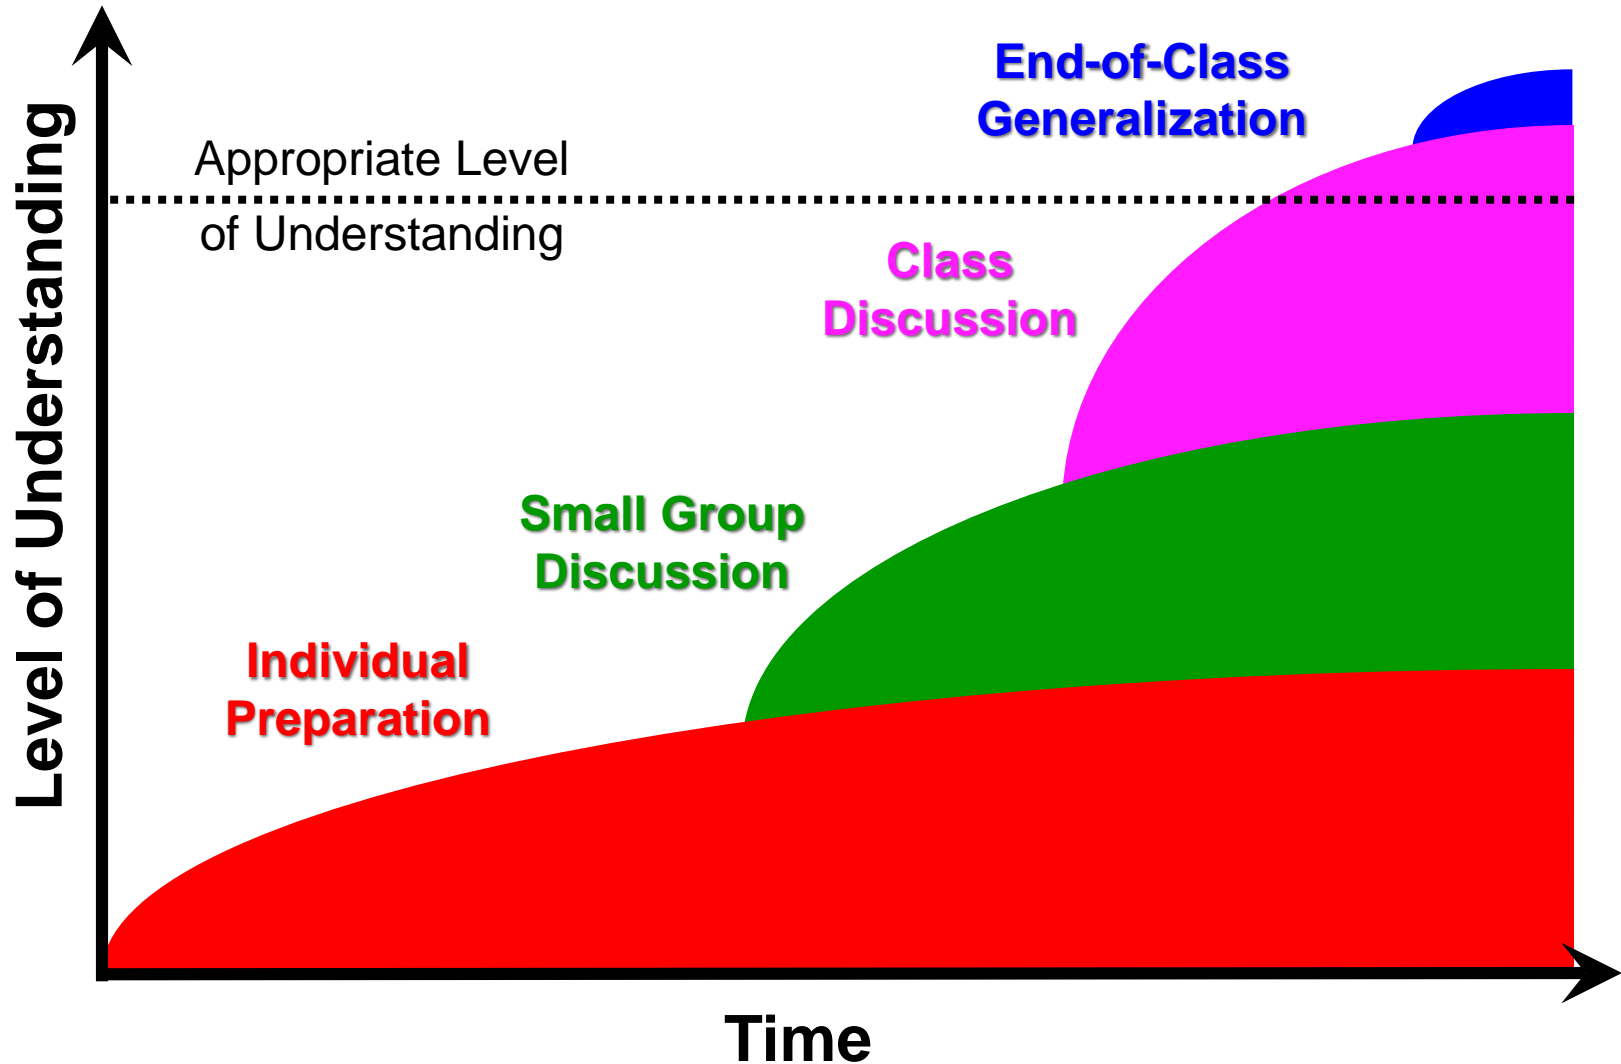 End-of-Class
Generalization
Appropriate Level
of Understanding
Class
Discussion
Small Group
Discussion
Individual
Preparation
Level of Understanding
Time